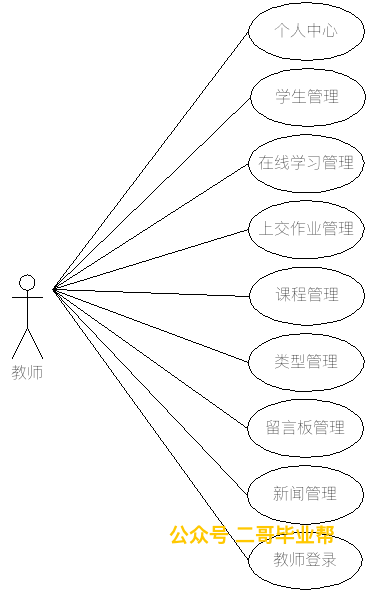 个人中心
学生管理
在线学习管理
上交作业管理
课程管理
教师
类型管理
留言板管理
新闻管理
公众号 二哥毕业帮
教师登录